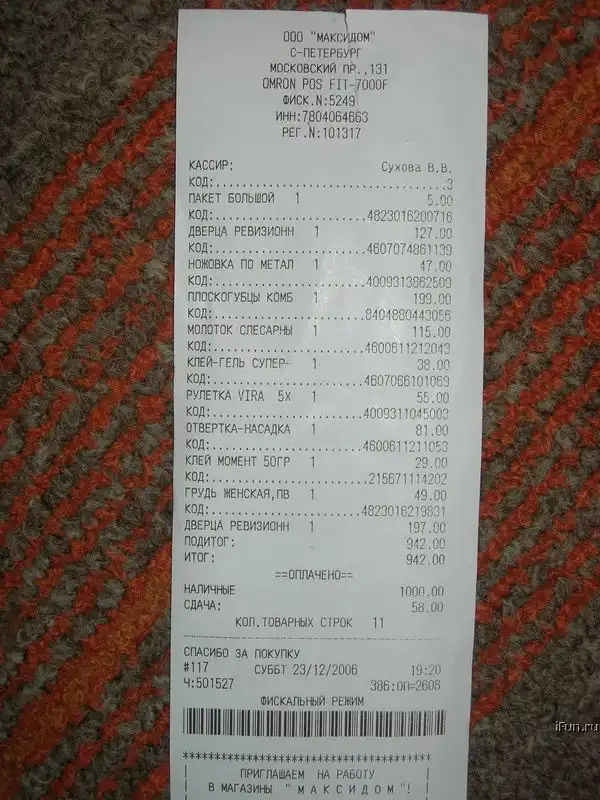 ООО "МАКСИДОМ"
С-ПЕТЕРБУРГ
МОСКОВСКИЙ ПР.,131
OMRON POS FIT-7000F
ФИСК.N:5249
ИНН:7804064663
РЕГ.N:101317
КАССИР: Сухова В.В.
КОД:..............................3
ПАКЕТ БОЛЬШОЙ 1 5.00
КОД:...................4823016200716
ДВЕРЦА РЕВИЗИОНН 1 127.00
КОД:...................4607074861139
НОЖОВКА ПО МЕТАЛ 1 47.00
КОД:...................4009313862509
ПЛОСКОГУБЦЫ КОМБ 1 199.00
КОД:...................8404880443056
МОЛОТОК СЛЕСАРНЫ 1 115.00
КОД:...................4600611212043
КЛЕЙ-ГЕЛЬ СУПЕР- 1 38.00
КОД:...................4607066101069
РУЛЕТКА VIRA 5X 1 55.00
КОД:...................4009311045003
ОТВЕРТКА-НАСАДКА 1 81.00
КОД:...................4600611211053
КЛЕЙ МОМЕНТ 50ГР 1 29.00
КОД:....................215671114202
ГРУДЬ ЖЕНСКАЯ,ПВ 1 49.00
КОД:...................4823016219831
ДВЕРЦА РЕВИЗИОНН 1 197.00
ПОДИТОГ: 942.00
ИТОГ: 942.00
==ОПЛАЧЕНО==
НАЛИЧНЫЕ 1000.00
СДАЧА: 58.00
КОЛ.ТОВАРНЫХ СТРОК 11
СПАСИБО ЗА ПОКУПКУ
#117 СУББТ 23/12/2006 19:20
Ч:501527 386:ОП=2608
ФИСКАЛЬНЫЙ РЕЖИМ
************************************
ПРИГЛАШАЕМ НА РАБОТУ
В МАГАЗИНЫ "МАКСИДОМ"!
iFun.ru